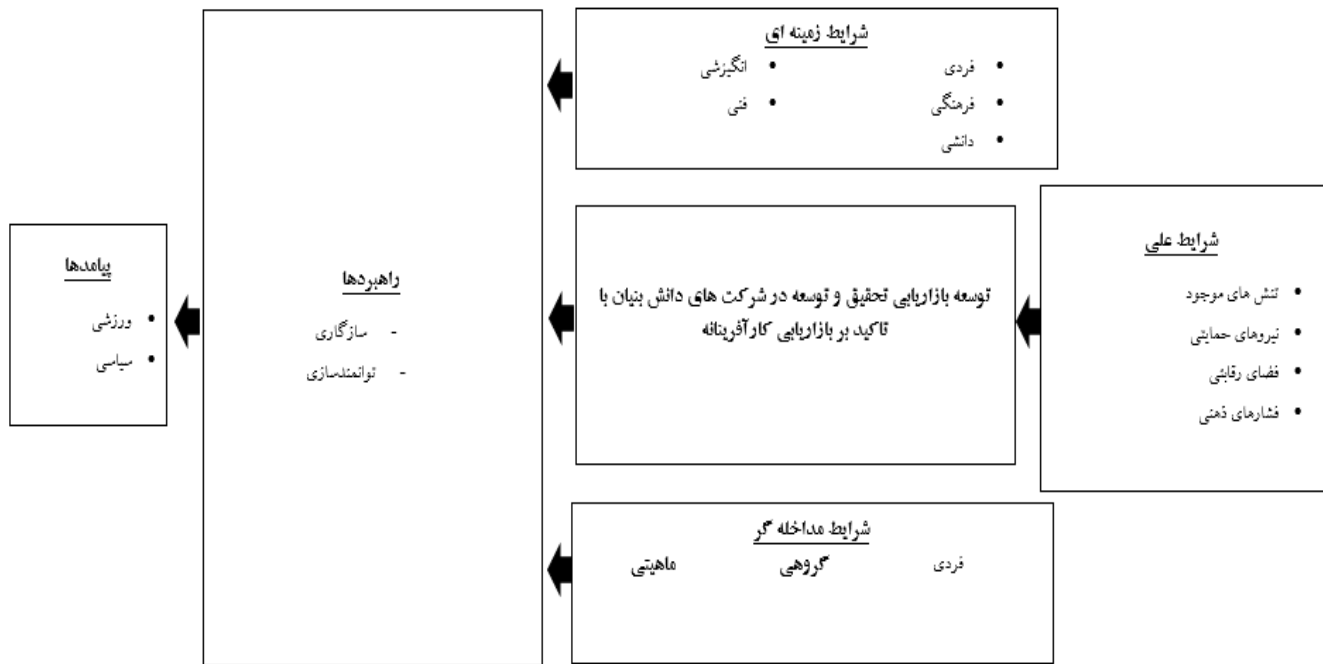 شرایط زمینه ای
• فردی
• انگیزشی
• فرهنگی
• فنی
• دانشی
شرایط علی
• تنش های موجود
• نیروهای حمایتی
• فضای رقابتی
• فشارهای ذهنی
توسعه بازاریابی تحقیق و توسعه در شرکت های دانش بنیان با
تاکید بر بازاریابی کارآفرینانه
راهبردها
- سازگاری
- توانمندسازی
پیامدها
• ورزشی
• سیاسی
شرایط مداخله گر
فردی گروهی ماهیتی